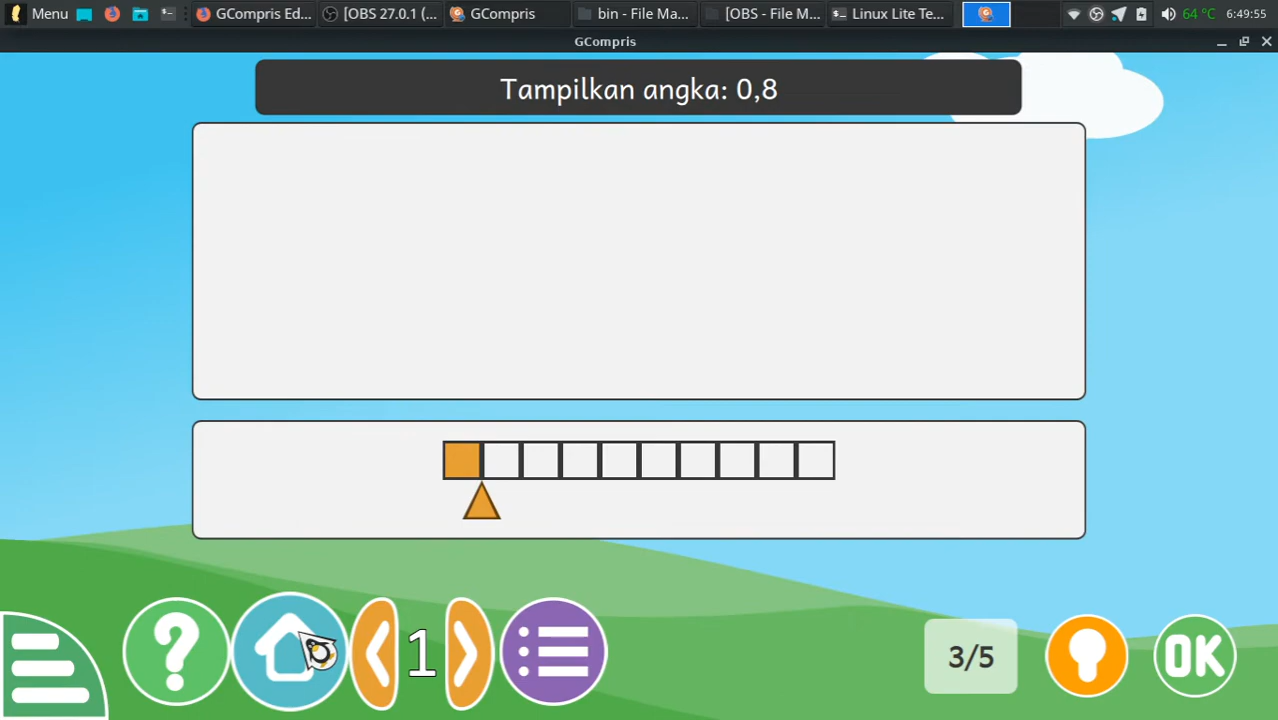 Menu
GCompris Ed...
[OBS 27.0.1 (...
GCompris
bin - File Ma...
[OBS - File M...
Linux Lite Te...
64 °C
6:49:55
GCompris
Tampilkan angka: 0,8
?
1
3/5
OK